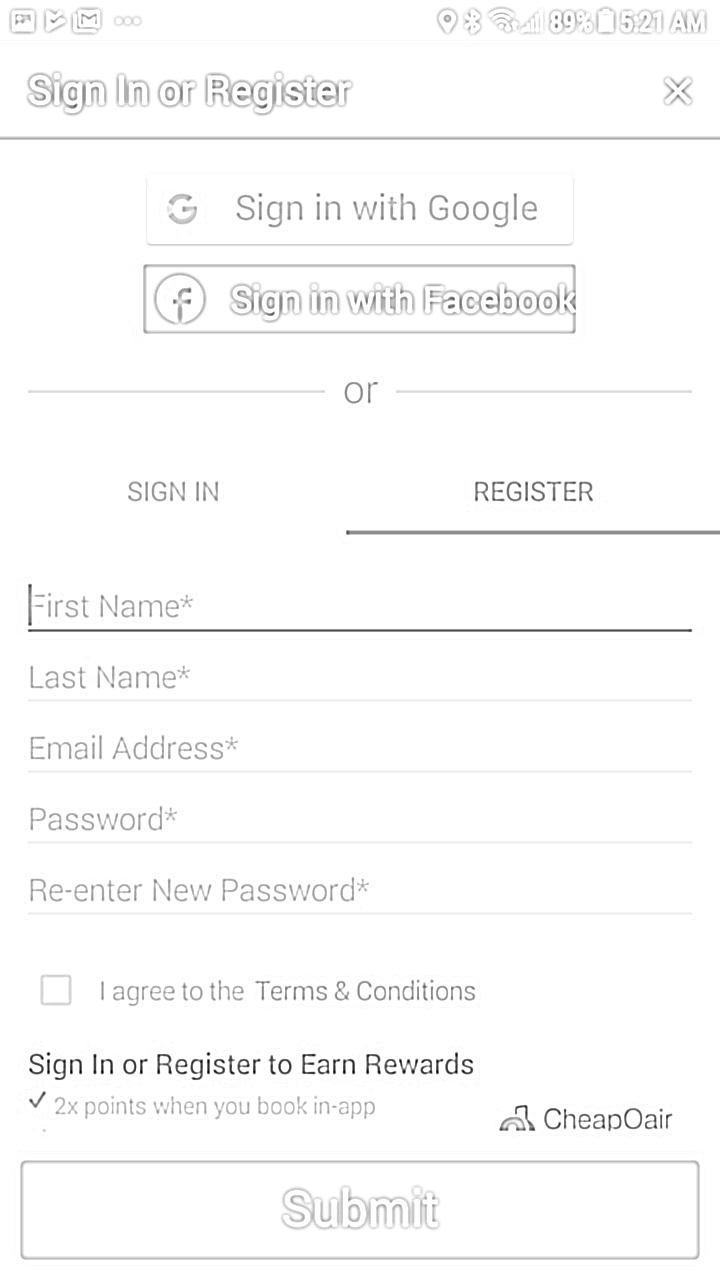 89% 5:21 AM
Sign In or Register
Sign in with Google
Sign in with Facebook
or
SIGN IN REGISTER
First Name*
Last Name*
Email Address*
Password*
Re-enter New Password*
I agree to the Terms & Conditions
Sign In or Register to Earn Rewards
2x points when you book in-app
CheapOair
Submit